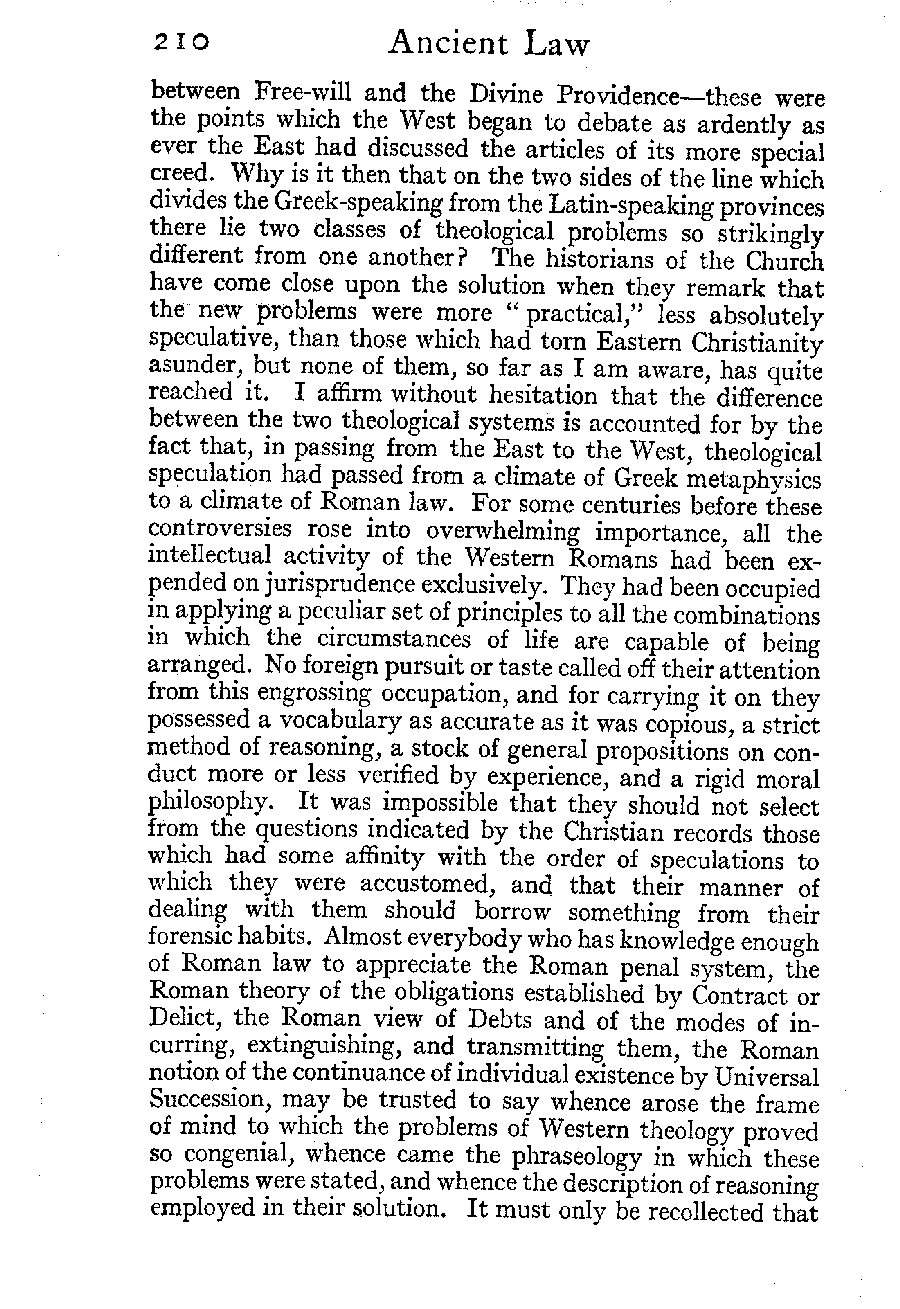 210 Ancient Law
between Free-will and the Divine Providence—these were
the points which the West began to debate as ardently as
ever the East had discussed the articles of its more special
creed. Why is it then that on the two sides of the line which
divides the Greek-speaking from the Latin-speaking provinces
there lie two classes of theological problems so strikingly
different from one another? The historians of the Church
have come close upon the solution when they remark that
the new problems were more “ practical,” less absolutely
speculative, than those which had torn Eastern Christianity
asunder, but none of them, so far as I am aware, has quite
reached it. I affirm without hesitation that the difference
between the two theological systems is accounted for by the
fact that, in passing from the East to the West, theological
speculation had passed from a climate of Greek metaphysics
to a climate of Roman law. For some centuries before these
controversies rose into overwhelming importance, all the
intellectual activity of the Western Romans had been ex-
pended on jurisprudence exclusively. They had been occupied
in applying a peculiar set of principles to all the combinations
in which the circumstances of life are capable of being
arranged. No foreign pursuit or taste called off their attention
from this engrossing occupation, and for carrying it on they
possessed a vocabulary as accurate as it was copious, a strict
method of reasoning, a stock of general propositions on con-
duct more or less verified by experience, and a rigid moral
philosophy. It was impossible that they should not select
from the questions indicated by the Christian records those
which had some affinity with the order of speculations to
which they were accustomed, and that their manner of
dealing with them should borrow something from their
forensic habits. Almost everybody who has knowledge enough
of Roman law to appreciate the Roman penal system, the
Roman theory of the obligations established by Contract or
Delict, the Roman view of Debts and of the modes of in-
curring, extinguishing, and transmitting them, the Roman
notion of the continuance of individual existence by Universal
Succession, may be trusted to say whence arose the frame
of mind to which the problems of Western theology proved
so congenial, whence came the phraseology in which these
problems were stated, and whence the description of reasoning
employed in their solution. It must only be recollected that